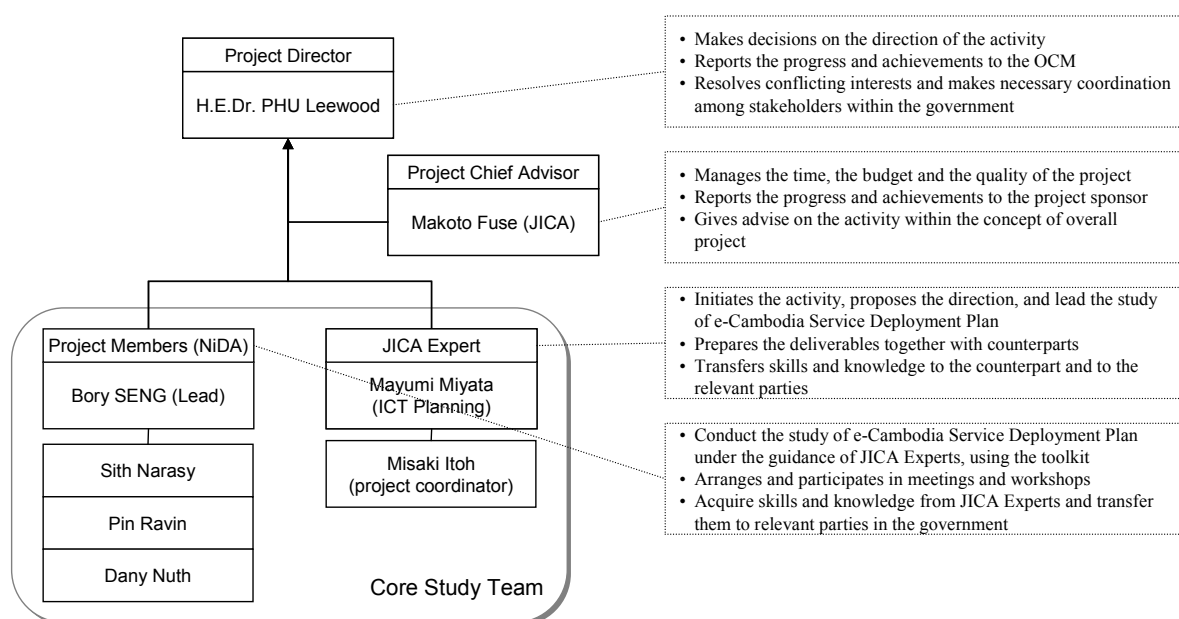 Project Director
H.E.Dr. PHU Leewood
• Makes decisions on the direction of the activity
• Reports the progress and achievements to the OCM
• Resolves conflicting interests and makes necessary coordination
among stakeholders within the government
Project Chief Advisor
Makoto Fuse (JICA)
• Manages the time, the budget and the quality of the project
• Reports the progress and achievements to the project sponsor
• Gives advise on the activity within the concept of overall
project
Project Members (NiDA)
Bory SENG (Lead)
Sith Narasy
Pin Ravin
Dany Nuth
JICA Expert
Mayumi Miyata
(ICT Planning)
Misaki Itoh
(project coordinator)
Core Study Team
• Initiates the activity, proposes the direction, and lead the study
of e-Cambodia Service Deployment Plan
• Prepares the deliverables together with counterparts
• Transfers skills and knowledge to the counterpart and to the
relevant parties
• Conduct the study of e-Cambodia Service Deployment Plan
under the guidance of JICA Experts, using the toolkit
• Arranges and participates in meetings and workshops
• Acquire skills and knowledge from JICA Experts and transfer
them to relevant parties in the government